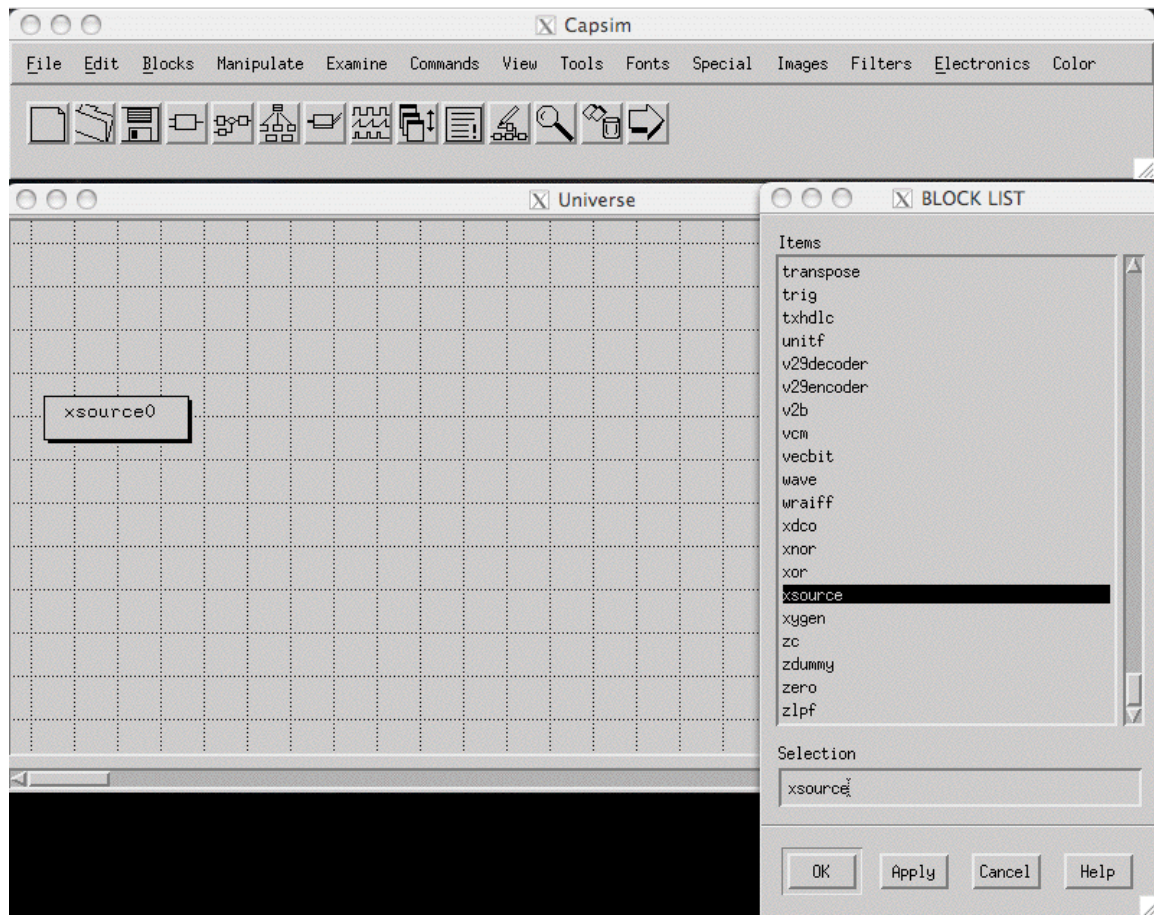 X Capsim
File Edit Blocks Manipulate Examine Commands View Tools Fonts Special Images Filters Electronics Color
X Universe
xsource0
X BLOCK LIST
Items
transpose
trig
txhdlc
unitf
v29decoder
v29encoder
v2b
vcm
vecbit
wave
wraiff
xdco
xnor
xor
xsource
xygen
zc
zdummy
zero
zlpf
Selection
xsource
OK Apply Cancel Help